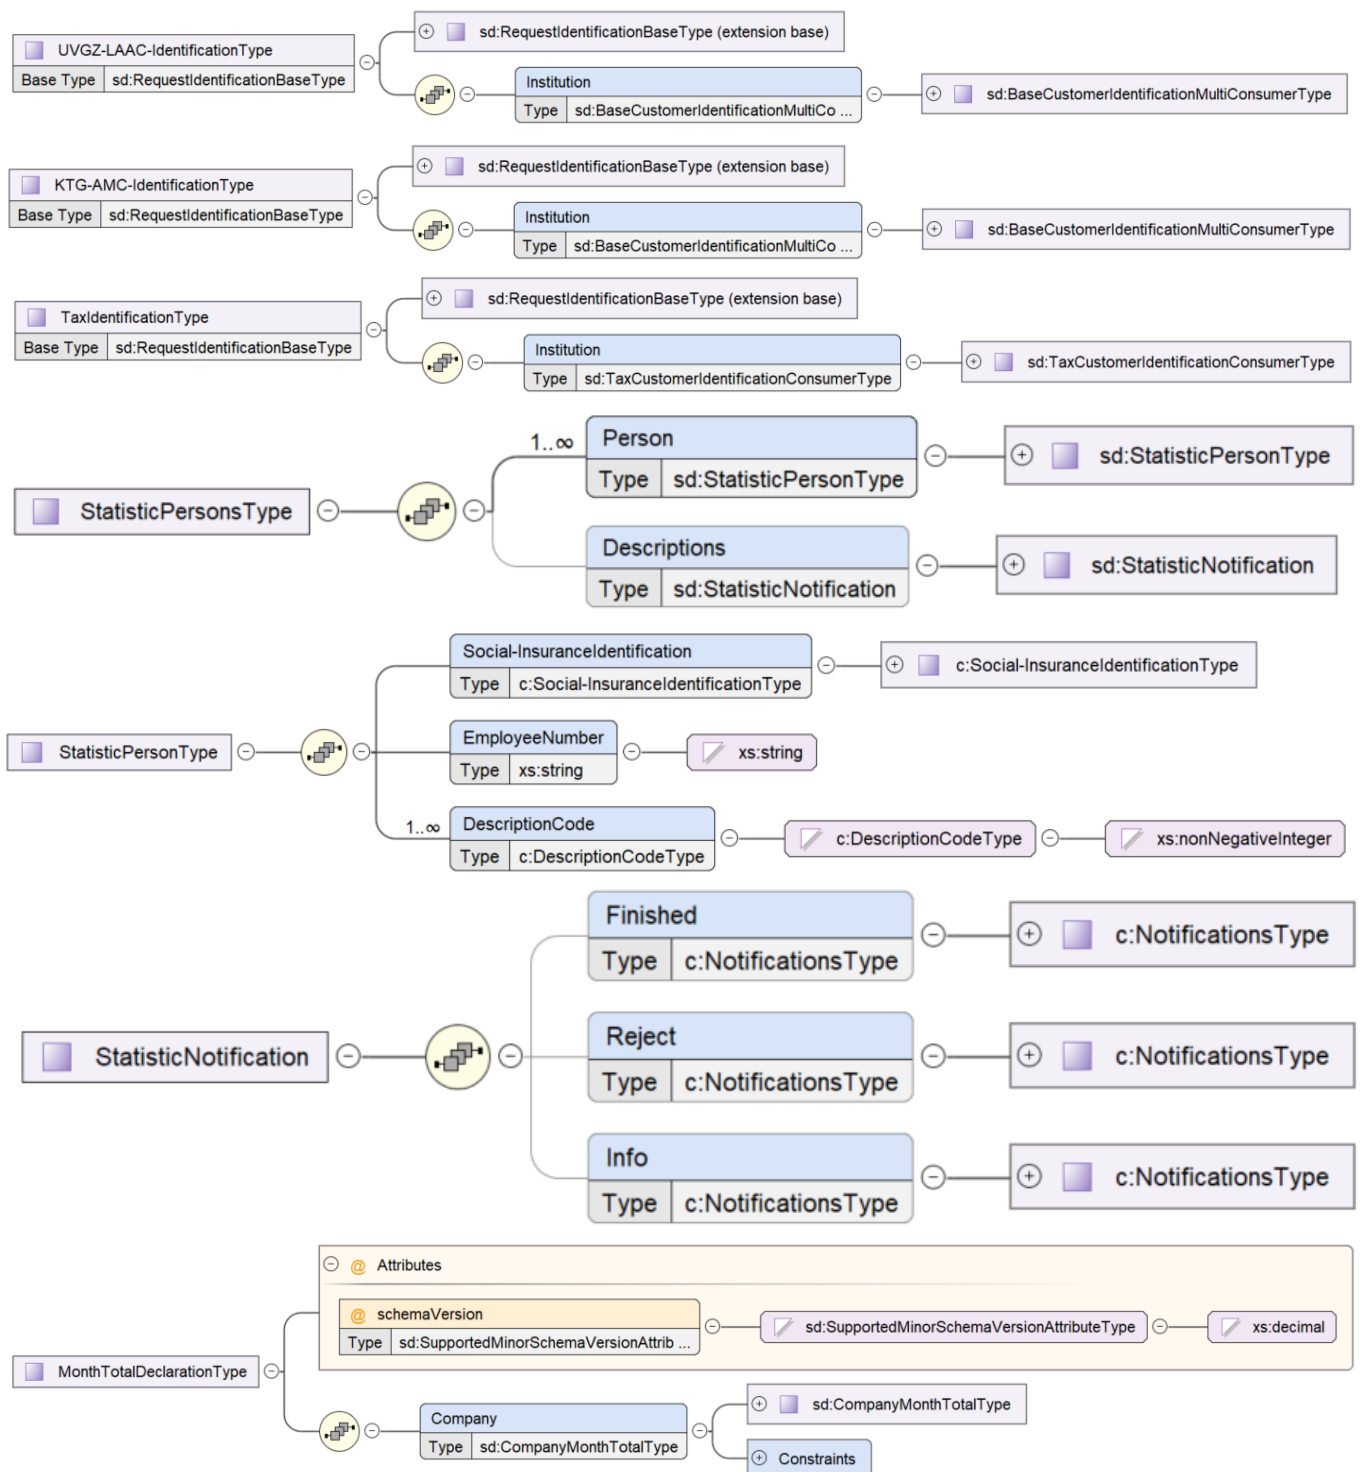 sd:RequestIdentificationBaseType (extension base)
UVGZ-LAAC-IdentificationType
Base Type sd:RequestIdentificationBaseType
Institution
Type sd:BaseCustomerIdentificationMultiCo ...
sd:BaseCustomerIdentificationMultiConsumerType
sd:RequestIdentificationBaseType (extension base)
KTG-AMC-IdentificationType
Base Type sd:RequestIdentificationBaseType
Institution
Type sd:BaseCustomerIdentificationMultiCo ...
sd:BaseCustomerIdentificationMultiConsumerType
sd:RequestIdentificationBaseType (extension base)
TaxIdentificationType
Base Type sd:RequestIdentificationBaseType
Institution
Type sd:TaxCustomerIdentificationConsumerType
sd:TaxCustomerIdentificationConsumerType
StatisticPersonsType
1..∞
Person
Type sd:StatisticPersonType
sd:StatisticPersonType
Descriptions
Type sd:StatisticNotification
sd:StatisticNotification
StatisticPersonType
Social-InsuranceIdentification
Type c:Social-InsuranceIdentificationType
c:Social-InsuranceIdentificationType
EmployeeNumber
Type xs:string
xs:string
1..∞
DescriptionCode
Type c:DescriptionCodeType
c:DescriptionCodeType
xs:nonNegativeInteger
StatisticNotification
Finished
Type c:NotificationsType
c:NotificationsType
Reject
Type c:NotificationsType
c:NotificationsType
Info
Type c:NotificationsType
c:NotificationsType
MonthTotalDeclarationType
@ Attributes
@ schemaVersion
Type sd:SupportedMinorSchemaVersionAttrib ...
sd:SupportedMinorSchemaVersionAttributeType
xs:decimal
Company
Type sd:CompanyMonthTotalType
sd:CompanyMonthTotalType
Constraints